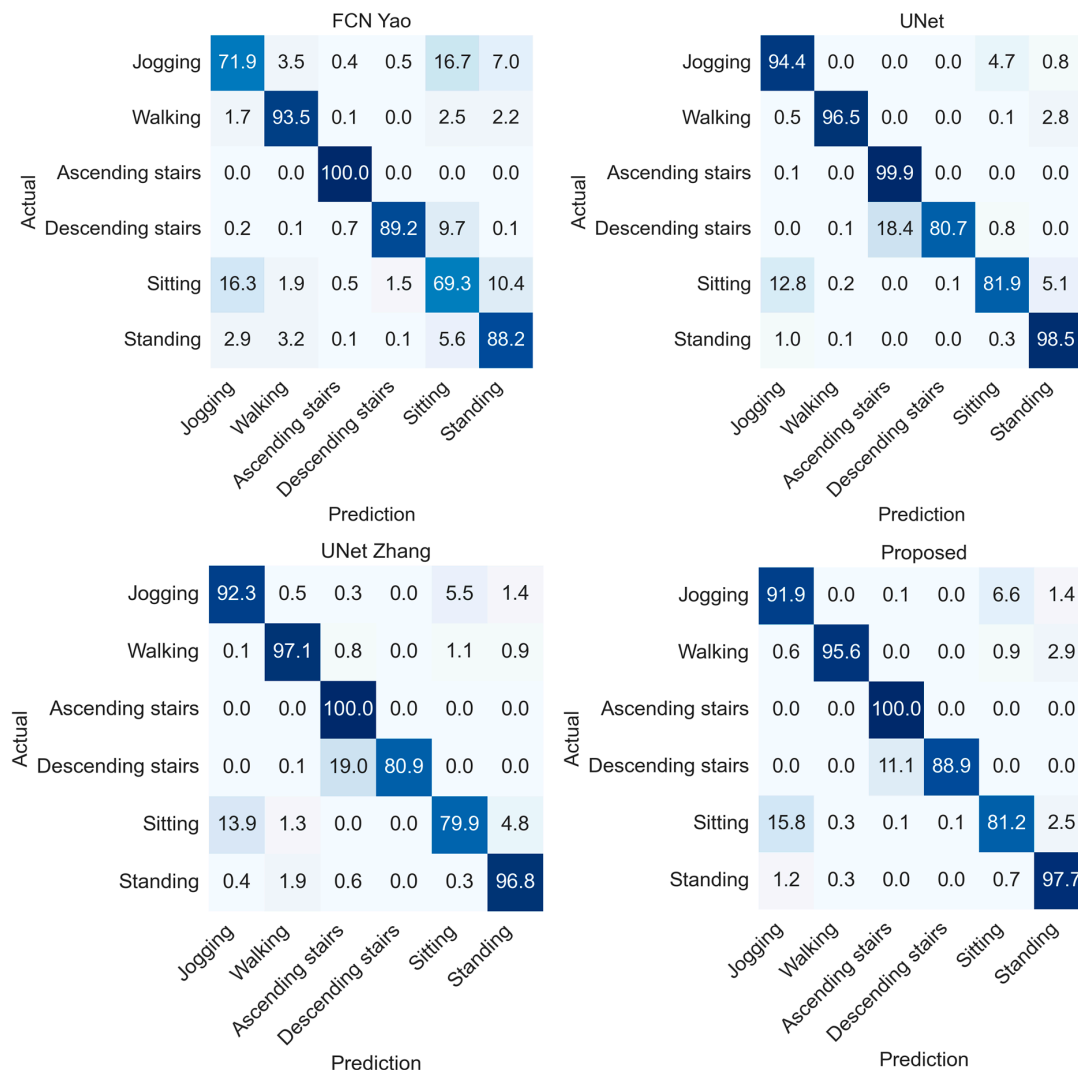 FCN Yao
Jogging 71.9 3.5 0.4 0.5 16.7 7.0
Walking 1.7 93.5 0.1 0.0 2.5 2.2
Ascending stairs 0.0 0.0 100.0 0.0 0.0 0.0
Descending stairs 0.2 0.1 0.7 89.2 9.7 0.1
Sitting 16.3 1.9 0.5 1.5 69.3 10.4
Standing 2.9 3.2 0.1 0.1 5.6 88.2
Actual
Jogging Walking Ascending stairs Descending stairs Sitting Standing
Prediction
UNet
Jogging 94.4 0.0 0.0 0.0 4.7 0.8
Walking 0.5 96.5 0.0 0.0 0.1 2.8
Ascending stairs 0.1 0.0 99.9 0.0 0.0 0.0
Descending stairs 0.0 0.1 18.4 80.7 0.8 0.0
Sitting 12.8 0.2 0.0 0.1 81.9 5.1
Standing 1.0 0.1 0.0 0.0 0.3 98.5
Actual
Jogging Walking Ascending stairs Descending stairs Sitting Standing
Prediction
UNet Zhang
Jogging 92.3 0.5 0.3 0.0 5.5 1.4
Walking 0.1 97.1 0.8 0.0 1.1 0.9
Ascending stairs 0.0 0.0 100.0 0.0 0.0 0.0
Descending stairs 0.0 0.1 19.0 80.9 0.0 0.0
Sitting 13.9 1.3 0.0 0.0 79.9 4.8
Standing 0.4 1.9 0.6 0.0 0.3 96.8
Actual
Jogging Walking Ascending stairs Descending stairs Sitting Standing
Prediction
Proposed
Jogging 91.9 0.0 0.1 0.0 6.6 1.4
Walking 0.6 95.6 0.0 0.0 0.9 2.9
Ascending stairs 0.0 0.0 100.0 0.0 0.0 0.0
Descending stairs 0.0 0.0 11.1 88.9 0.0 0.0
Sitting 15.8 0.3 0.1 0.1 81.2 2.5
Standing 1.2 0.3 0.0 0.0 0.7 97.7
Actual
Jogging Walking Ascending stairs Descending stairs Sitting Standing
Prediction